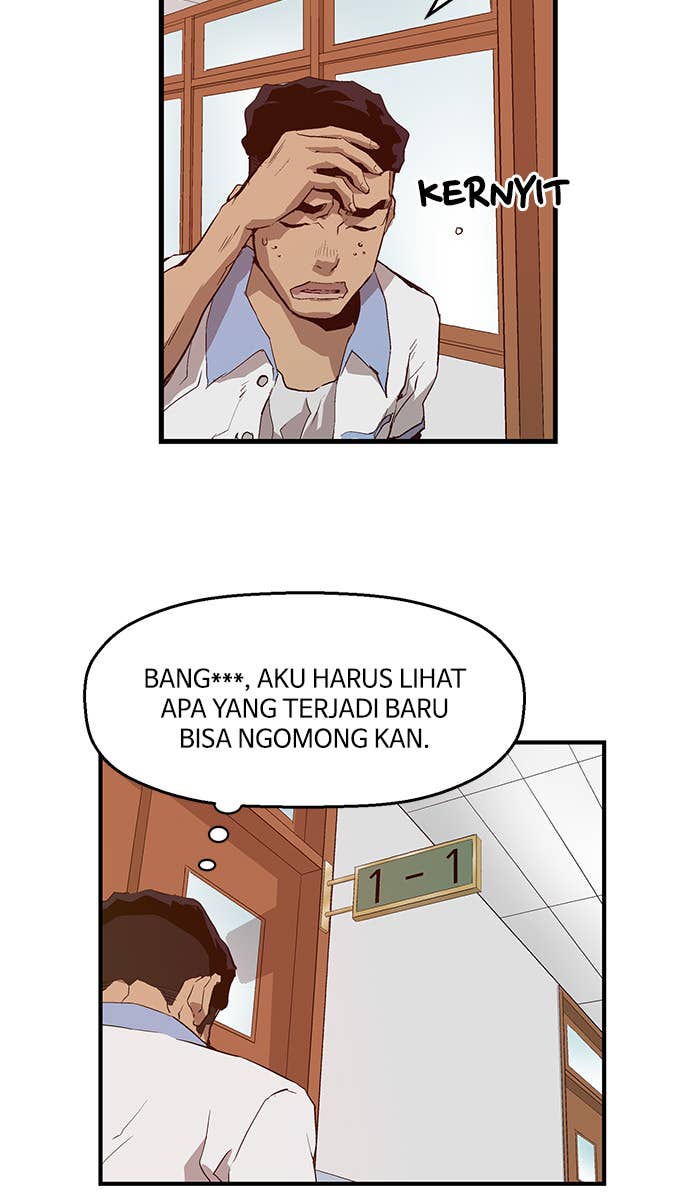 KERNYIT
BANG***, AKU HARUS LIHAT
APA YANG TERJADI BARU
BISA NGOMONG KAN.
1 - 1